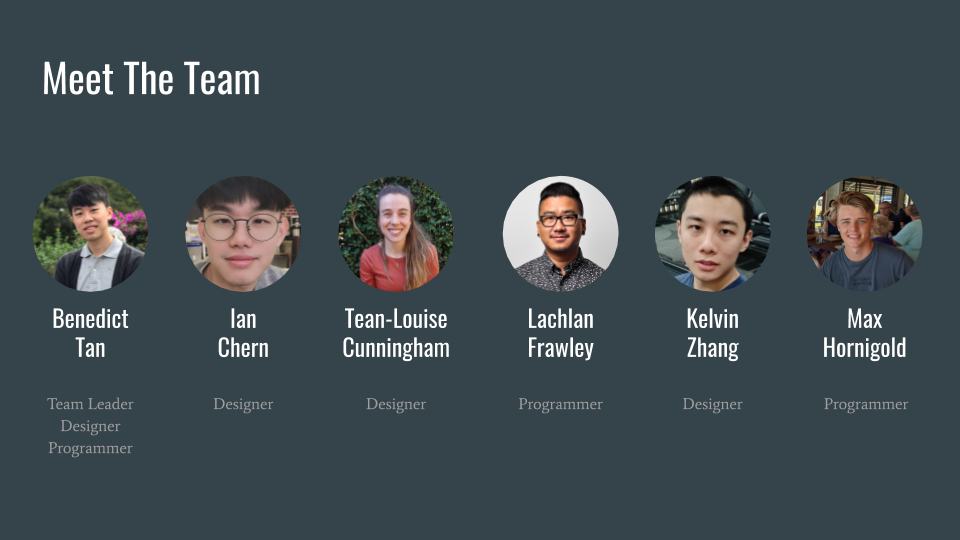 Meet The Team
Benedict
Tan
Team Leader
Designer
Programmer
Ian
Chern
Designer
Tean-Louise
Cunningham
Designer
Lachlan
Frawley
Programmer
Kelvin
Zhang
Designer
Max
Hornigold
Programmer